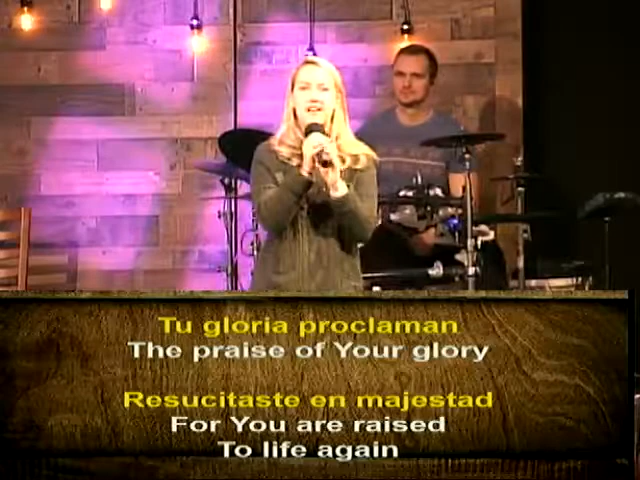 Tu gloria proclaman
The praise of Your glory
Resucitaste en majestad
For You are raised
To life again